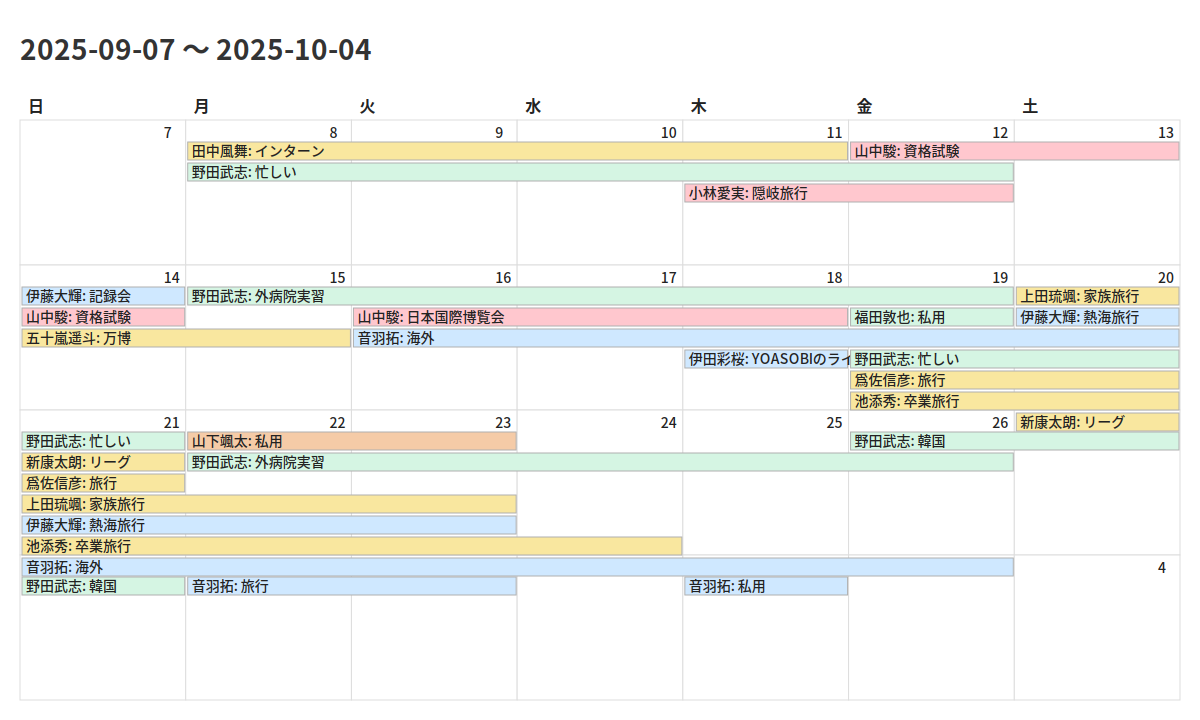 2025-09-07 〜 2025-10-04
日 月 火 水 木 金 土
7 8 9 10 11 12 13
田中風舞: インターン 山中駿: 資格試験
野田武志: 忙しい
小林愛実: 隠岐旅行
14 15 16 17 18 19 20
伊藤大輝: 記録会 野田武志: 外病院実習 上田琉颯: 家族旅行
山中駿: 資格試験 山中駿: 日本国際博覧会 福田敦也: 私用 伊藤大輝: 熱海旅行
五十嵐遥斗: 万博 音羽拓: 海外
伊田彩桜: YOASOBIのライ 野田武志: 忙しい
爲佐信彦: 旅行
池添秀: 卒業旅行
21 22 23 24 25 26 新康太朗: リーグ
野田武志: 忙しい 山下颯太: 私用 野田武志: 韓国
新康太朗: リーグ 野田武志: 外病院実習
爲佐信彦: 旅行
上田琉颯: 家族旅行
伊藤大輝: 熱海旅行
池添秀: 卒業旅行
音羽拓: 海外 4
野田武志: 韓国 音羽拓: 旅行 音羽拓: 私用